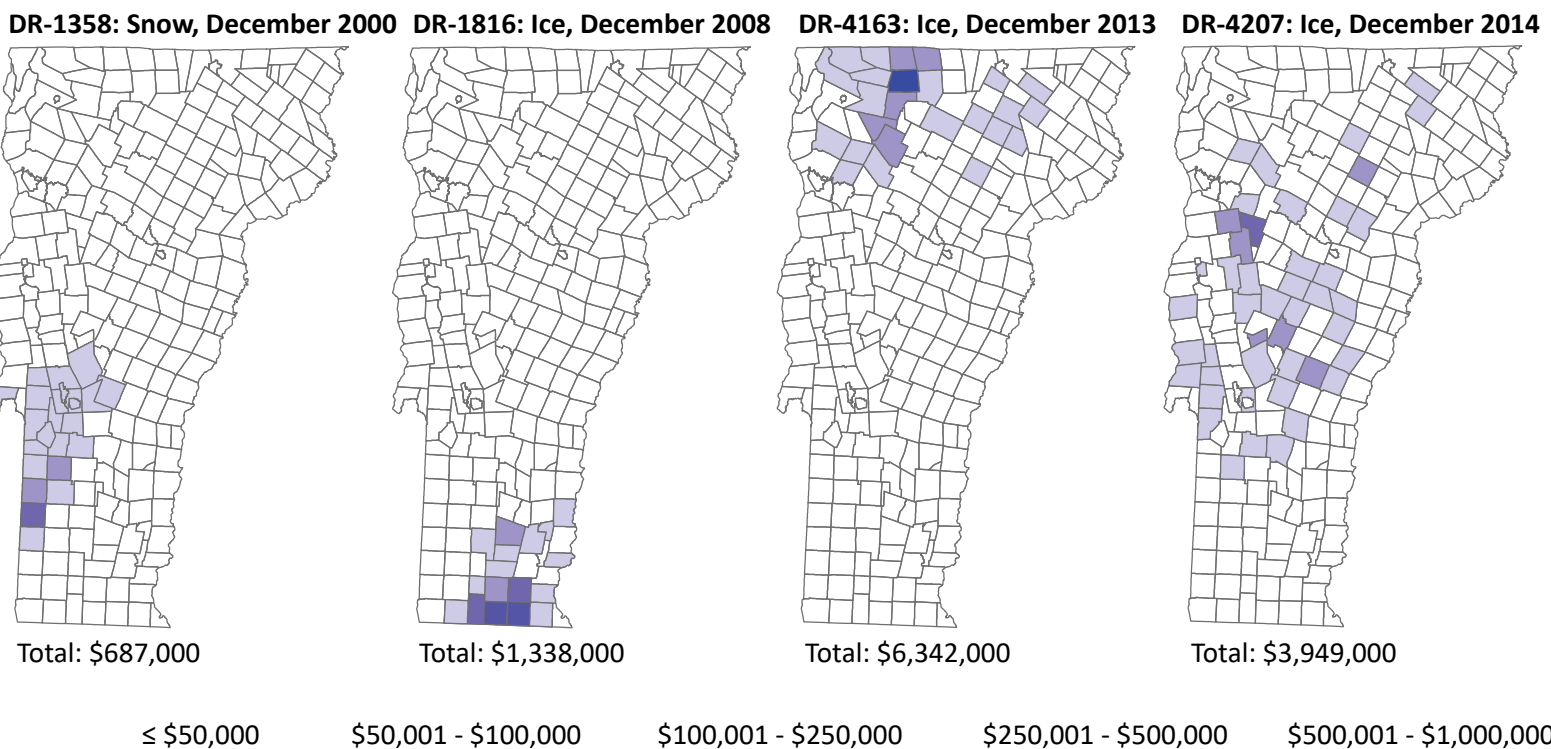 DR-1358: Snow, December 2000 DR-1816: Ice, December 2008 DR-4163: Ice, December 2013 DR-4207: Ice, December 2014
Total: $687,000 Total: $1,338,000 Total: $6,342,000 Total: $3,949,000
≤ $50,000 $50,001 - $100,000 $100,001 - $250,000 $250,001 - $500,000 $500,001 - $1,000,000